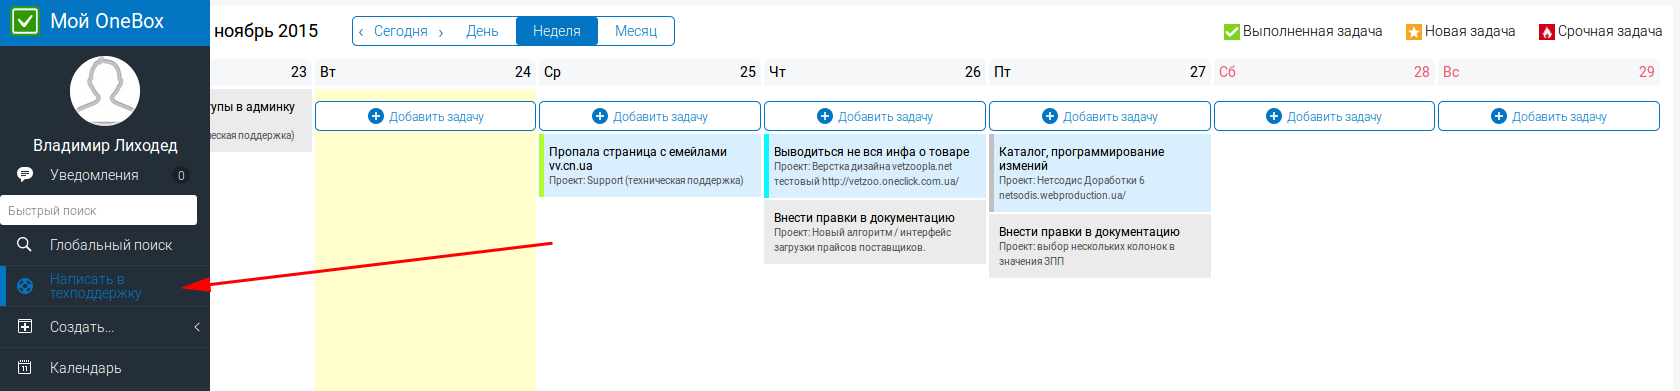 Мой OneBox
Владимир Лиходед
Уведомления 0
Быстрый поиск
Глобальный поиск
Написать в
техподдержку
Создать...
Календарь
11
ноябрь 2015
Сегодня День Неделя Месяц
Выполненная задача Новая задача Срочная задача
23 Вт 24 Ср 25 Чт 26 Пт 27 Сб 28 Вс 29
в админку
поддержка)
Добавить задачу
Добавить задачу
Пропала страница с емейлами
vv.cn.ua
Проект: Support (техническая поддержка)
Добавить задачу
Выводиться не вся инфа о товаре
Проект: Верстка дизайна vetzoopla.net
тестовый http://vetzoo.oneclick.com.ua/
Внести правки в документацию
Проект: Новый алгоритм / интерфейс
загрузки прайсов поставщиков.
Добавить задачу
Каталог, программирование
измений
Проект: Нетсодис Доработки 6
netsodis.webproduction.ua/
Внести правки в документацию
Проект: выбор нескольких колонок в
значения ЗПП
Добавить задачу
Добавить задачу